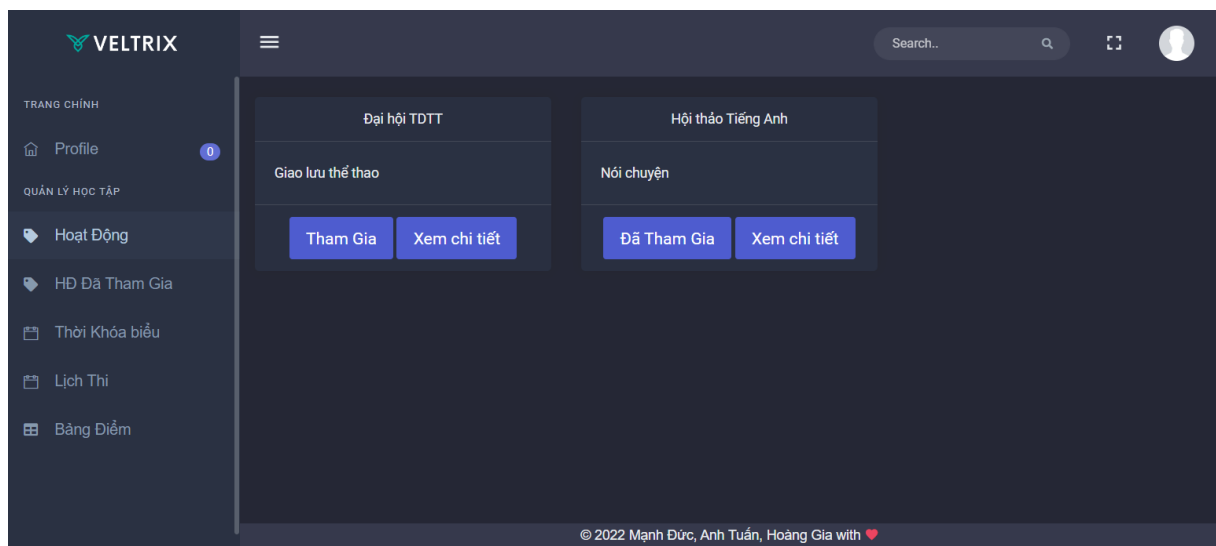 VELTRIX
Search..
TRANG CHÍNH
Profile
0
QUẢN LÝ HỌC TẬP
Hoạt Động
HĐ Đã Tham Gia
Thời Khóa biểu
Lịch Thi
Bảng Điểm
Đại hội TDTT
Giao lưu thể thao
Tham Gia
Xem chi tiết
Hội thảo Tiếng Anh
Nói chuyện
Đã Tham Gia
Xem chi tiết
© 2022 Mạnh Đức, Anh Tuấn, Hoàng Gia with ❤